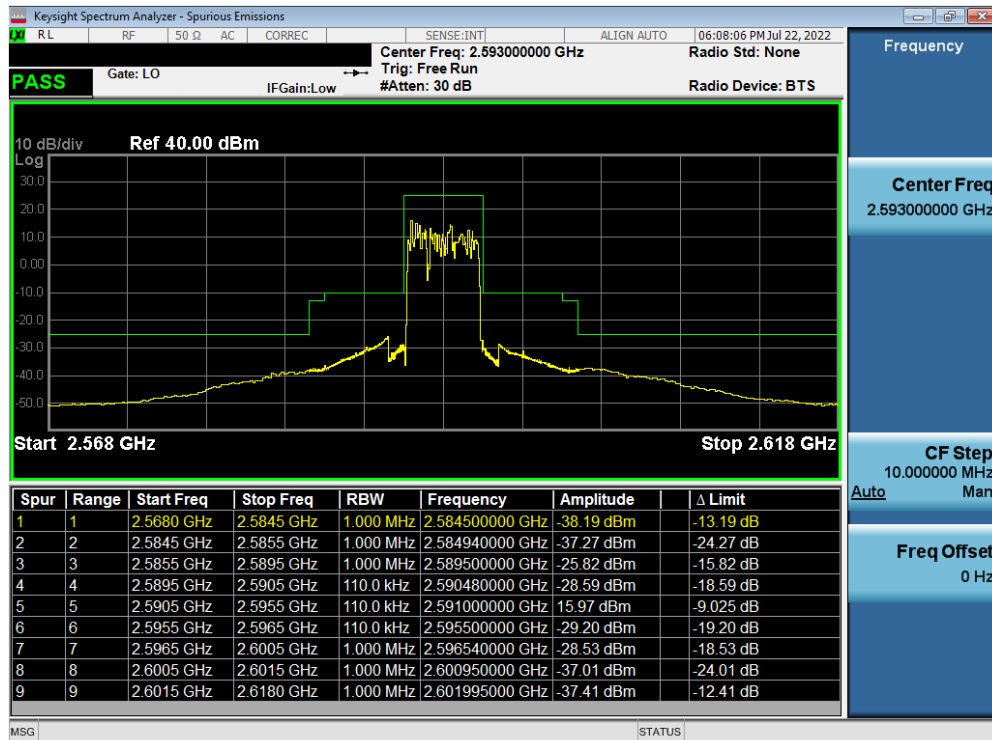 Keysight Spectrum Analyzer - Spurious Emissions
LXI RL RF 50 Ω AC CORREC SENSE:INT ALIGN AUTO 06:08:06 PM Jul 22, 2022
Center Freq: 2.593000000 GHz Radio Std: None
Gate: LO Trig: Free Run
PASS IFGain:Low #Atten: 30 dB Radio Device: BTS
Frequency
10 dB/div Ref 40.00 dBm
Log
30.0
20.0
10.0
0.00
-10.0
-20.0
-30.0
-40.0
-50.0
Start 2.568 GHz Stop 2.618 GHz
Spur Range Start Freq Stop Freq RBW Frequency Amplitude Δ Limit
1 1 2.5680 GHz 2.5845 GHz 1.000 MHz 2.584500000 GHz -38.19 dBm -13.19 dB
2 2 2.5845 GHz 2.5855 GHz 1.000 MHz 2.584940000 GHz -37.27 dBm -24.27 dB
3 3 2.5855 GHz 2.5895 GHz 1.000 MHz 2.589500000 GHz -25.82 dBm -15.82 dB
4 4 2.5895 GHz 2.5905 GHz 110.0 kHz 2.590480000 GHz -28.59 dBm -18.59 dB
5 5 2.5905 GHz 2.5955 GHz 110.0 kHz 2.591000000 GHz 15.97 dBm -9.025 dB
6 6 2.5955 GHz 2.5965 GHz 110.0 kHz 2.595500000 GHz -29.20 dBm -19.20 dB
7 7 2.5965 GHz 2.6005 GHz 1.000 MHz 2.596540000 GHz -28.53 dBm -18.53 dB
8 8 2.6005 GHz 2.6015 GHz 1.000 MHz 2.600950000 GHz -37.01 dBm -24.01 dB
9 9 2.6015 GHz 2.6180 GHz 1.000 MHz 2.601995000 GHz -37.41 dBm -12.41 dB
Center Freq
2.593000000 GHz
CF Step
10.000000 MHz
Auto Man
Freq Offset
0 Hz
MSG STATUS